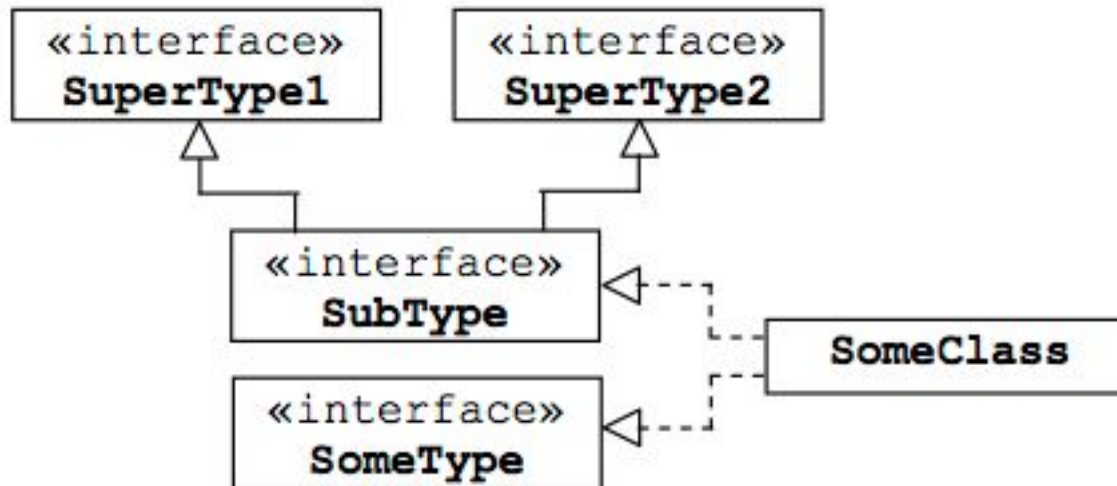 «interface»
SuperType1
«interface»
SuperType2
«interface»
SubType
SomeClass
«interface»
SomeType